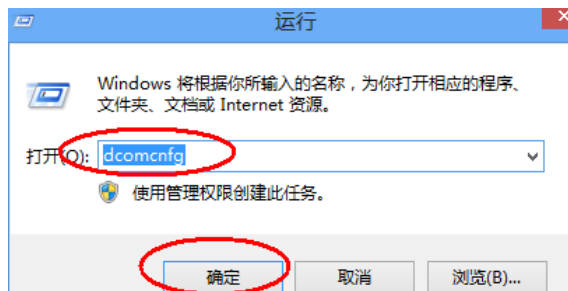 运行
Windows 将根据你所输入的名称，为你打开相应的程序、
文件夹、文档或 Internet 资源。
打开(O): dcomcnfg
使用管理权限创建此任务。
确定 取消 浏览(B)...